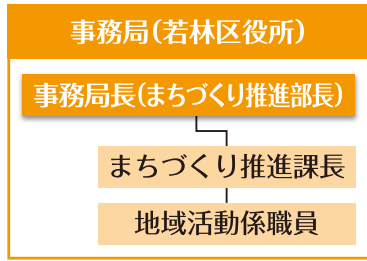 事務局（若林区役所）
事務局長（まちづくり推進部長）
まちづくり推進課長
地域活動係職員